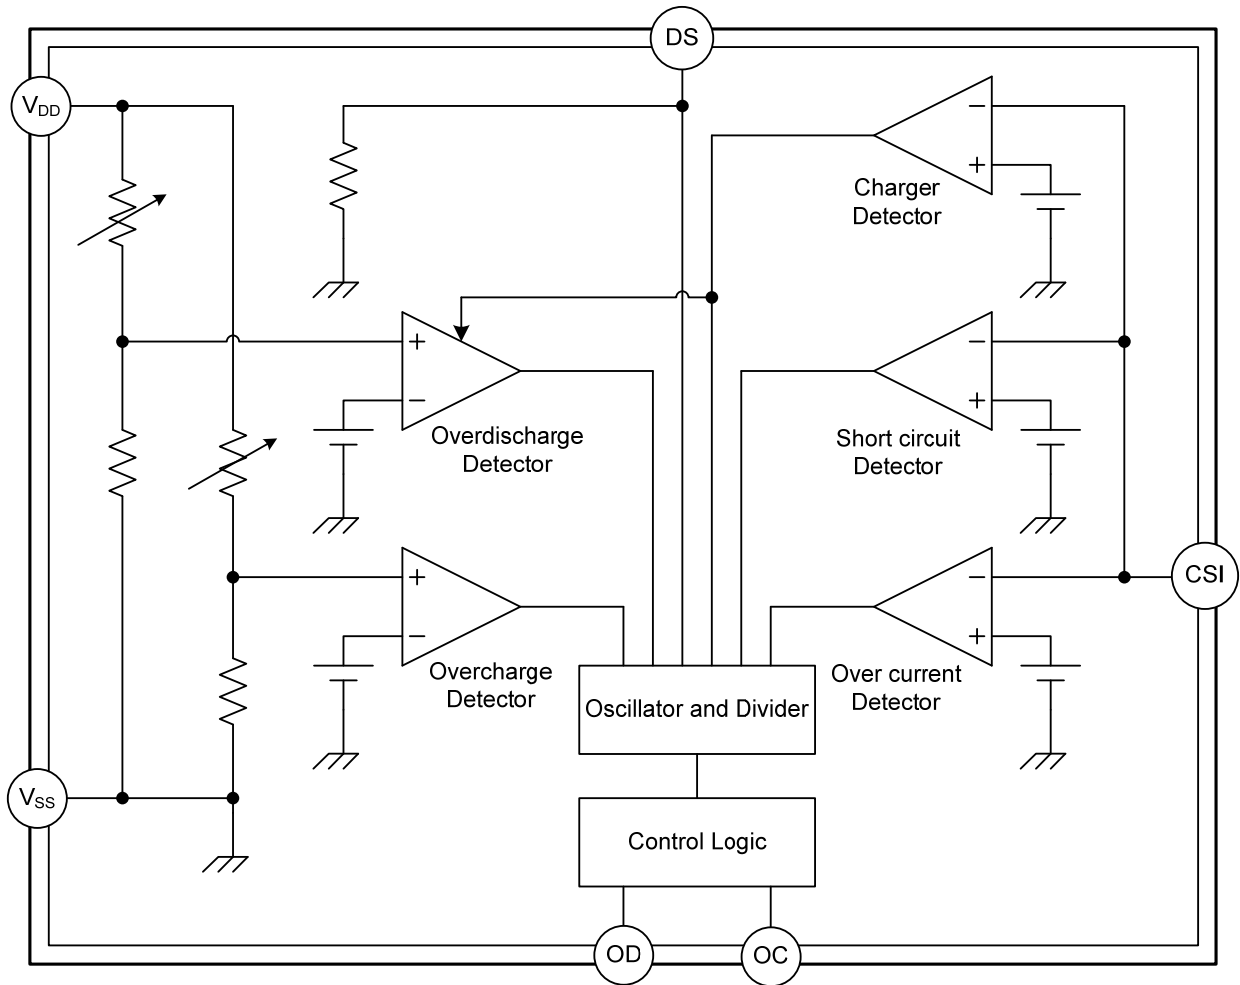 DS
VDD
−
+
Charger
Detector
+
−
Overdischarge
Detector
−
+
Short circuit
Detector
+
−
Overcharge
Detector
−
+
Over current
Detector
CSI
Oscillator and Divider
VSS
Control Logic
OD
OC